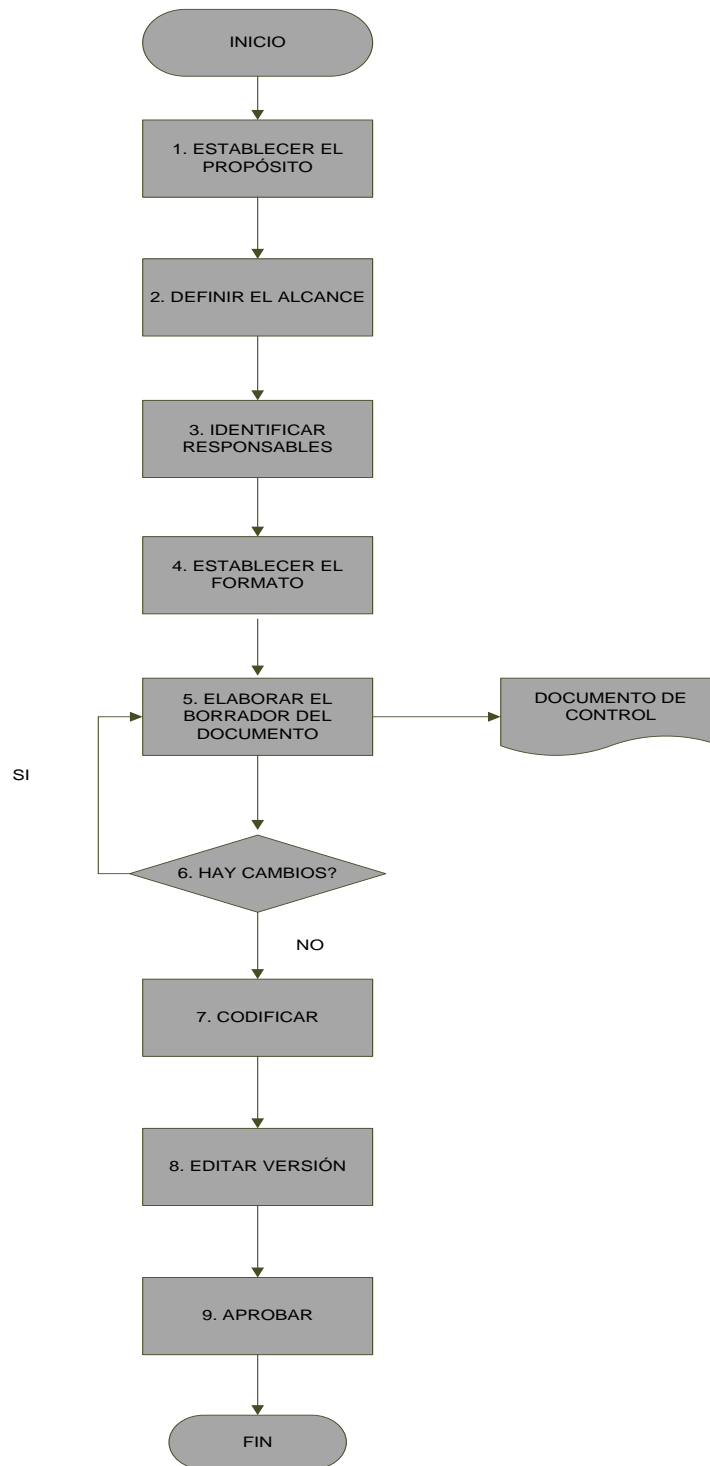 INICIO
1. ESTABLECER EL
PROPÓSITO
2. DEFINIR EL ALCANCE
3. IDENTIFICAR
RESPONSABLES
4. ESTABLECER EL
FORMATO
5. ELABORAR EL
BORRADOR DEL
DOCUMENTO
DOCUMENTO DE
CONTROL
SI
6. HAY CAMBIOS?
NO
7. CODIFICAR
8. EDITAR VERSIÓN
9. APROBAR
FIN